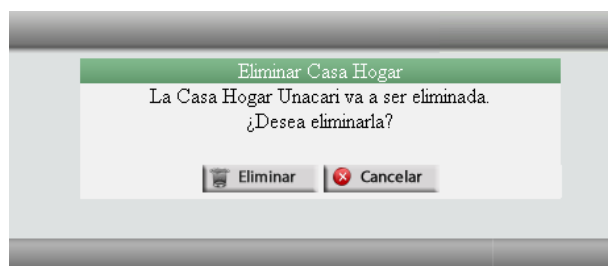 Eliminar Casa Hogar
La Casa Hogar Unacari va a ser eliminada.
¿Desea eliminarla?
Eliminar Cancelar